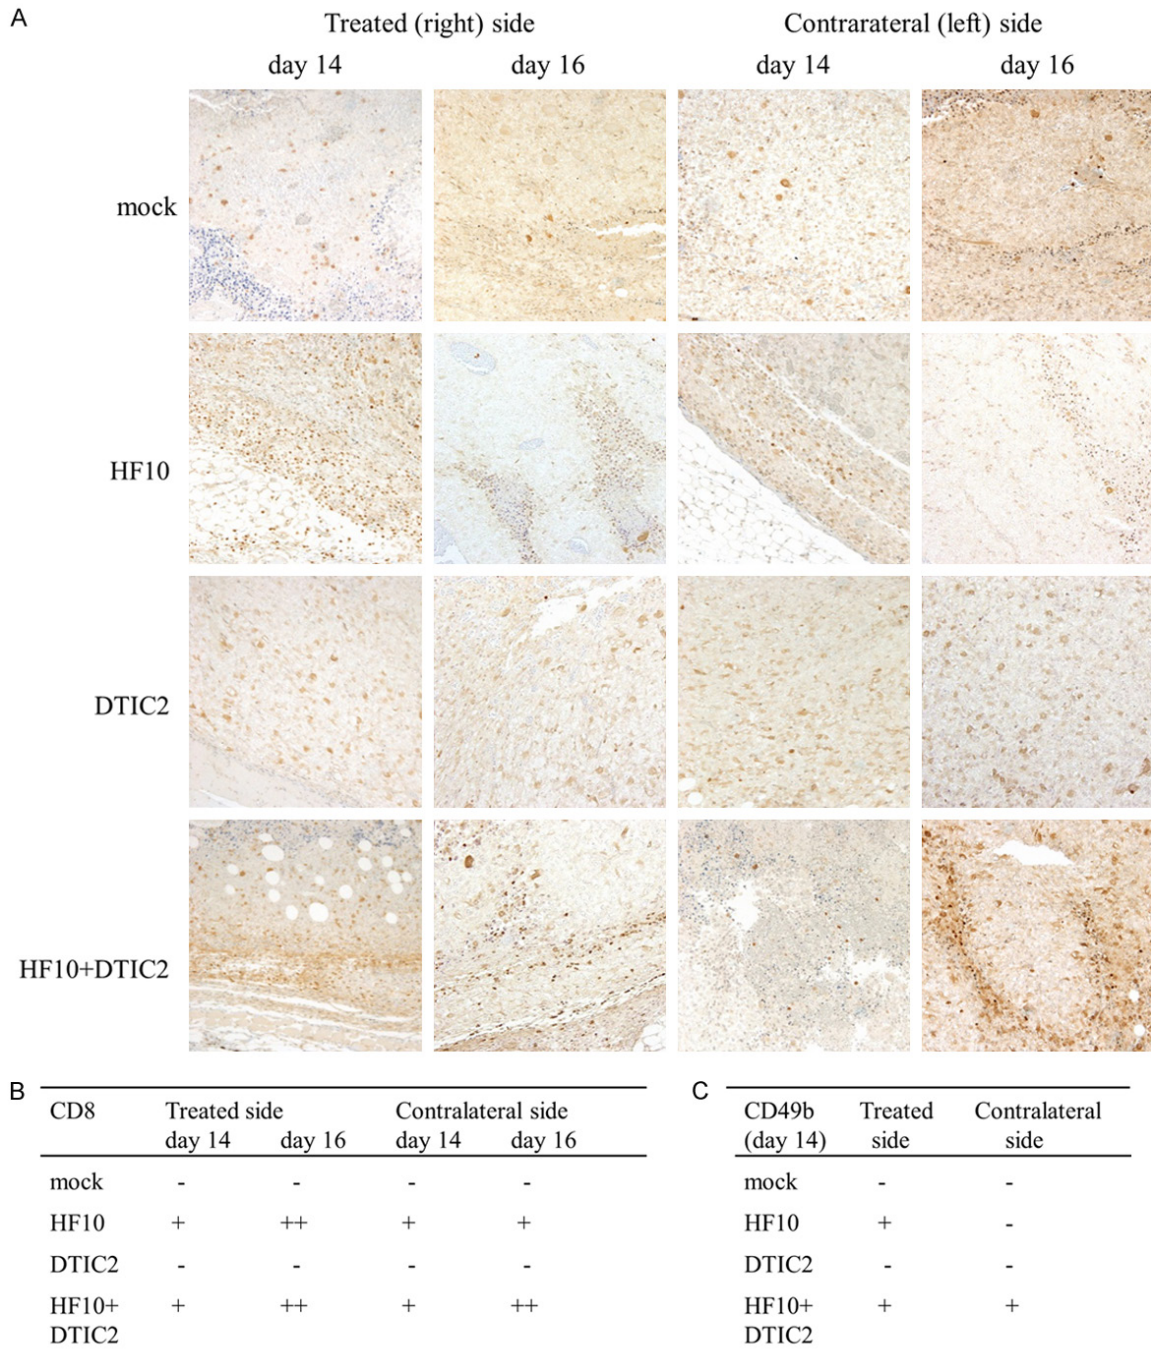 A
Treated (right) side Contrarateral (left) side
day 14 day 16 day 14 day 16
mock
HF10
DTIC2
HF10+DTIC2
B
CD8 Treated side Contralateral side
day 14 day 16 day 14 day 16
mock - - - -
HF10 + ++ + +
DTIC2 - - - -
HF10+ + ++ + ++
DTIC2
C
CD49b Treated Contralateral
(day 14) side side
mock - -
HF10 + -
DTIC2 - -
HF10+ + +
DTIC2